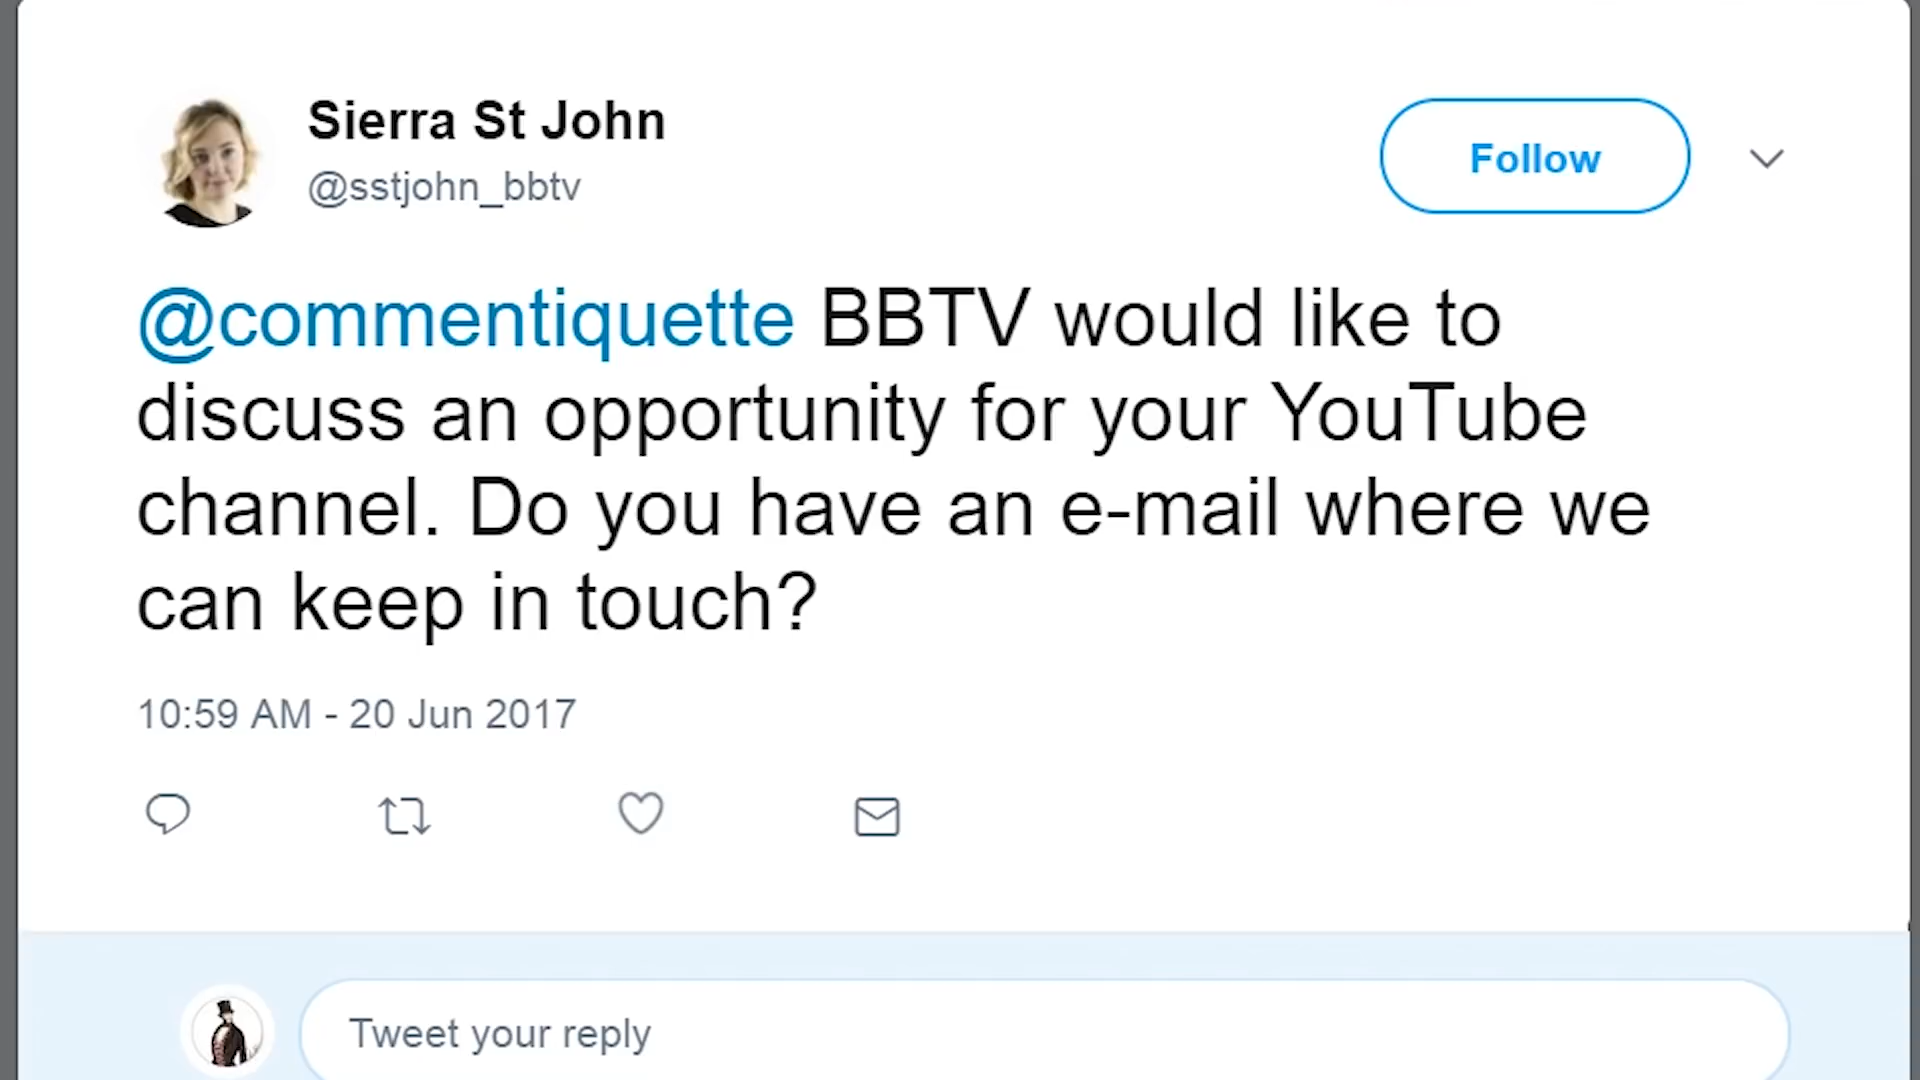 Sierra St John
@sstjohn_bbtv
Follow
@commentiquette BBTV would like to
discuss an opportunity for your YouTube
channel. Do you have an e-mail where we
can keep in touch?
10:59 AM - 20 Jun 2017
Tweet your reply